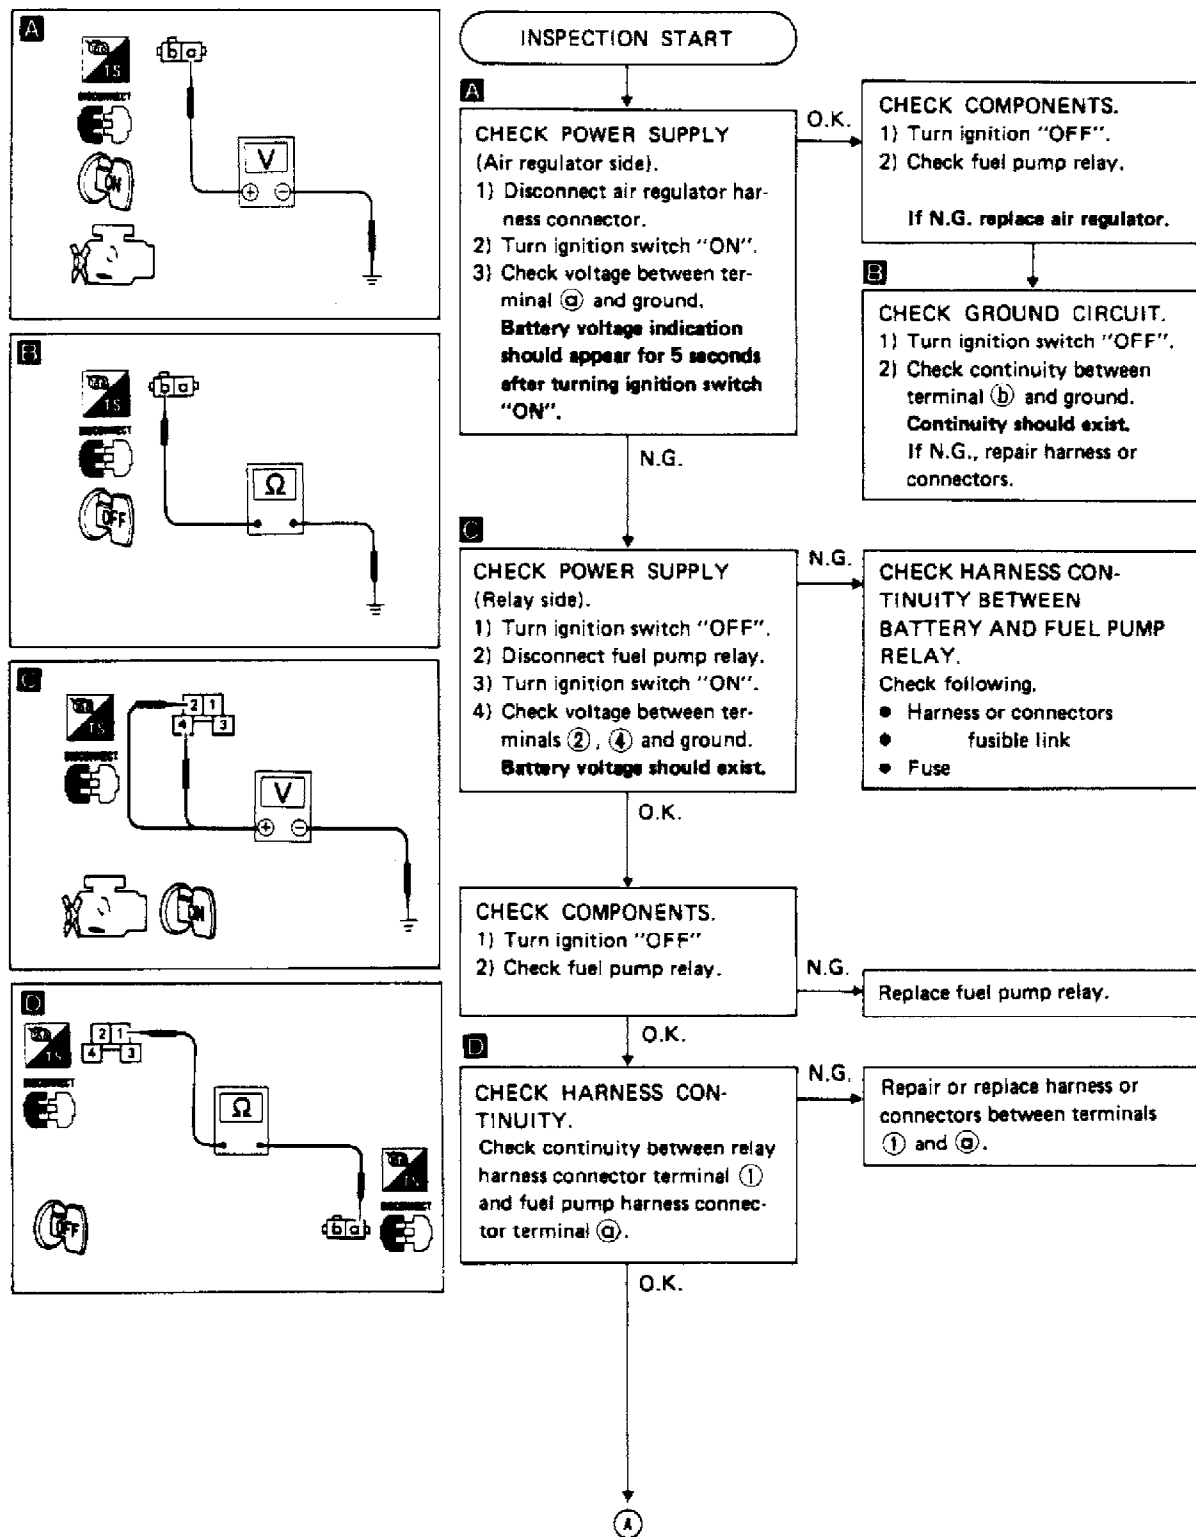 A
b a
T.S
DISCONNECT
V
ON
+ −
B
b a
T.S
DISCONNECT
Ω
OFF
C
2 1
4 3
T.S
DISCONNECT
V
+ −
ON
D
2 1
4 3
T.S
DISCONNECT
Ω
OFF
T.S
DISCONNECT
b a
INSPECTION START
A
CHECK POWER SUPPLY
(Air regulator side).
1) Disconnect air regulator har-
ness connector.
2) Turn ignition switch "ON".
3) Check voltage between ter-
minal ⓐ and ground.
Battery voltage indication
should appear for 5 seconds
after turning ignition switch
"ON".
O.K.
CHECK COMPONENTS.
1) Turn ignition "OFF".
2) Check fuel pump relay.
If N.G. replace air regulator.
B
CHECK GROUND CIRCUIT.
1) Turn ignition switch "OFF".
2) Check continuity between
terminal ⓑ and ground.
Continuity should exist.
If N.G., repair harness or
connectors.
N.G.
C
CHECK POWER SUPPLY
(Relay side).
1) Turn ignition switch "OFF".
2) Disconnect fuel pump relay.
3) Turn ignition switch "ON".
4) Check voltage between ter-
minals ②, ④ and ground.
Battery voltage should exist.
N.G.
CHECK HARNESS CON-
TINUITY BETWEEN
BATTERY AND FUEL PUMP
RELAY.
Check following.
● Harness or connectors
● fusible link
● Fuse
O.K.
CHECK COMPONENTS.
1) Turn ignition "OFF"
2) Check fuel pump relay.
N.G.
Replace fuel pump relay.
O.K.
D
CHECK HARNESS CON-
TINUITY.
Check continuity between relay
harness connector terminal ①
and fuel pump harness connec-
tor terminal ⓐ.
N.G.
Repair or replace harness or
connectors between terminals
① and ⓐ.
O.K.
Ⓐ